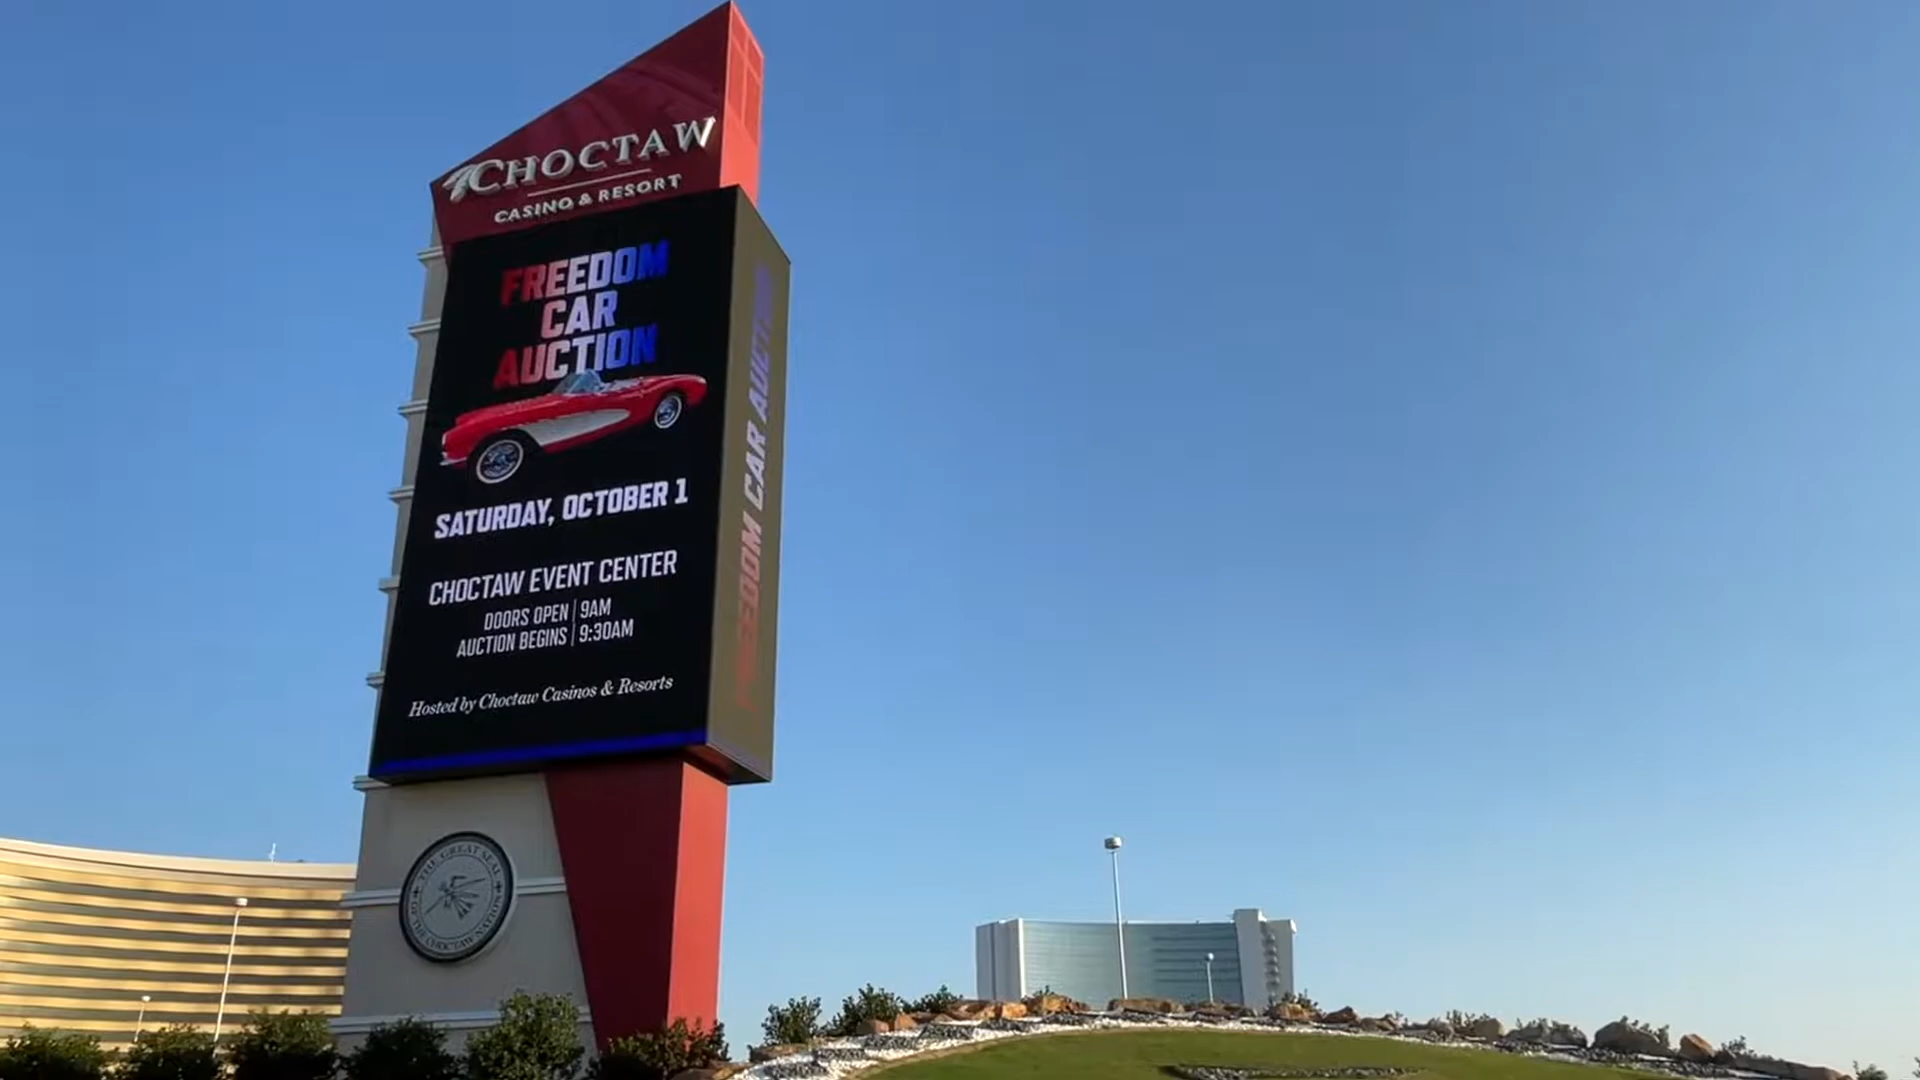 CHOCTAW
CASINO & RESORT
FREEDOM
CAR
AUCTION
SATURDAY, OCTOBER 1
CHOCTAW EVENT CENTER
DOORS OPEN | 9AM
AUCTION BEGINS | 9:30AM
Hosted by Choctaw Casinos & Resorts
FREEDOM CAR AUCTION
THE GREAT SEAL
OF THE CHOCTAW NATION